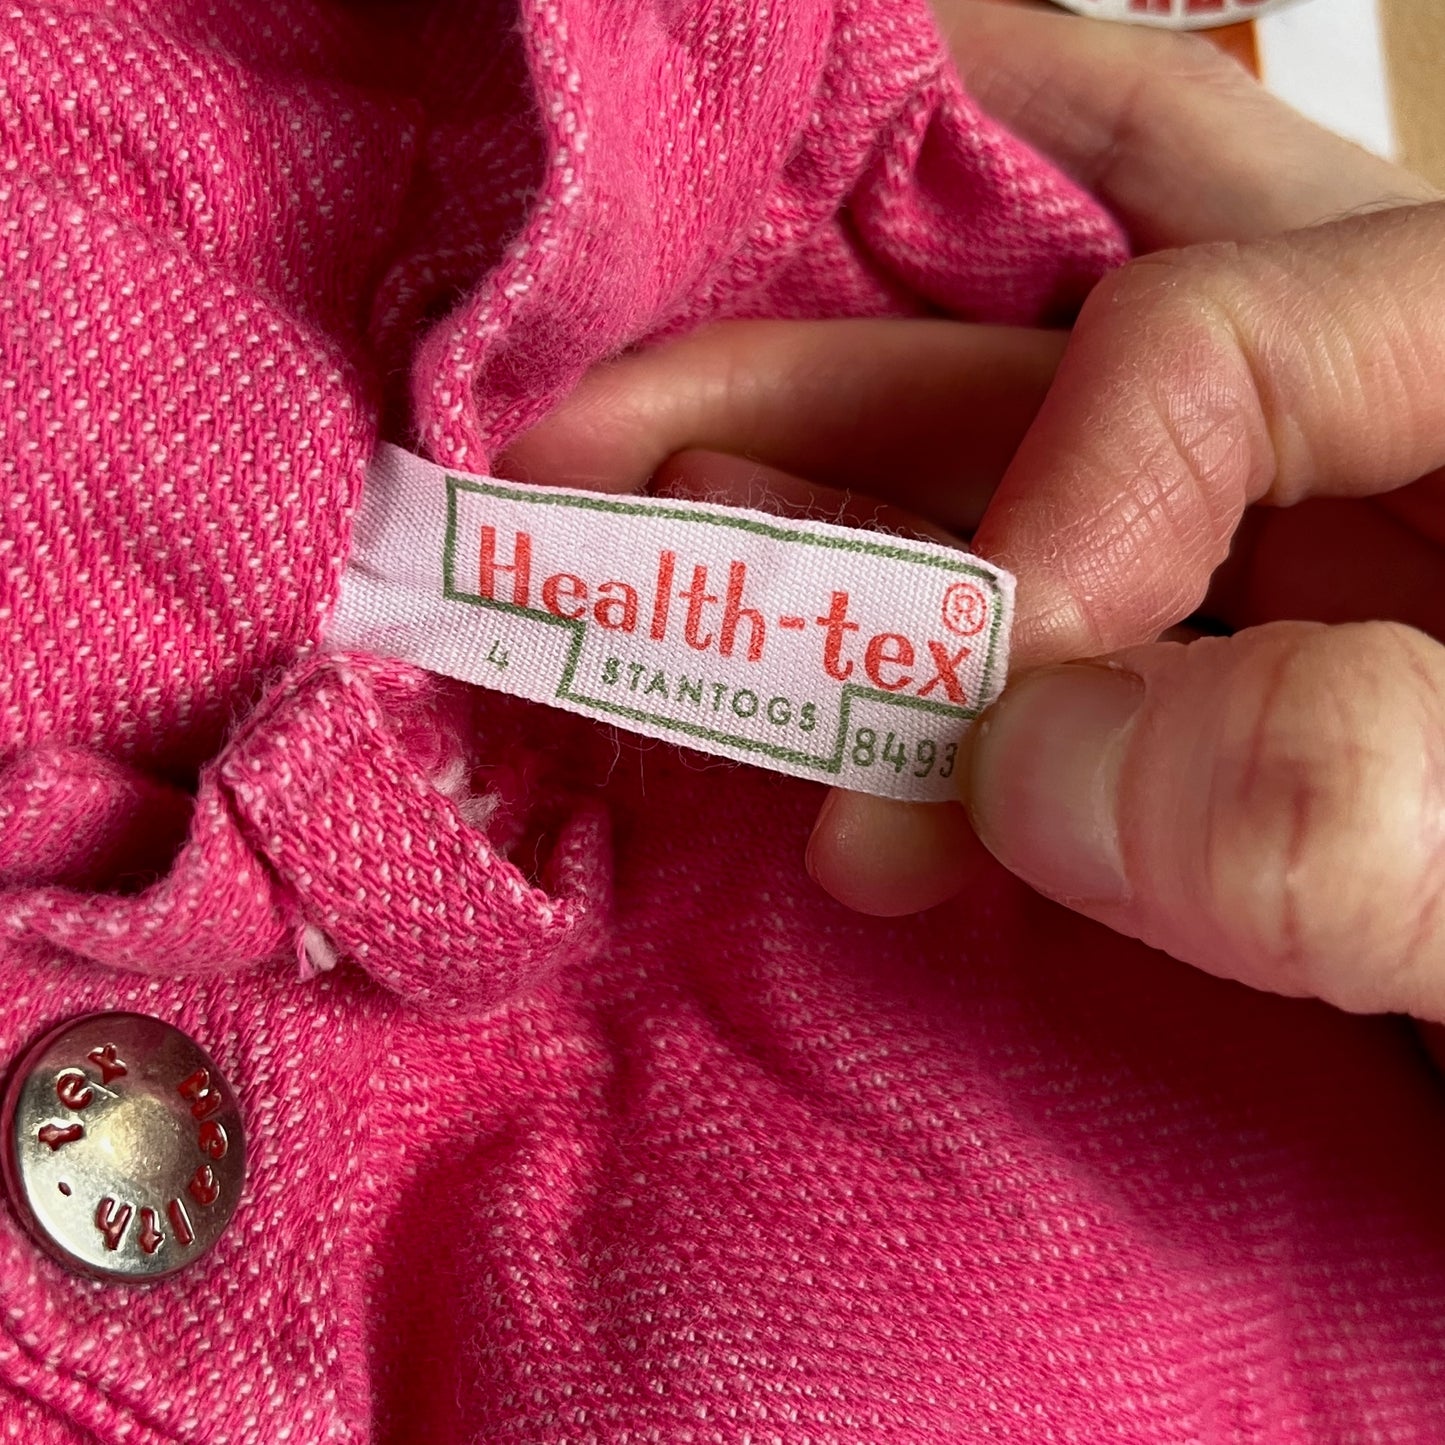 Health-tex®
4 STANTOGS 8493
Health · tex